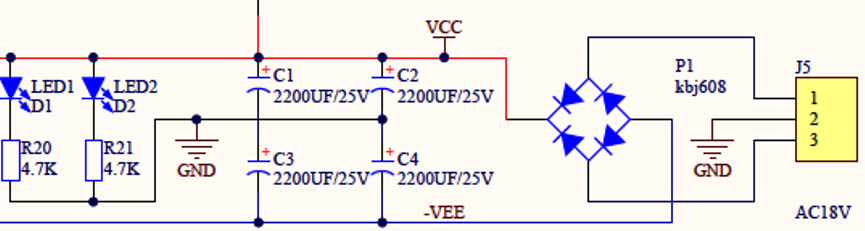 VCC
LED1
D1
LED2
D2
+ C1
2200UF/25V
+ C2
2200UF/25V
P1
kbj608
J5
1
2
3
R20
4.7K
R21
4.7K
GND
+ C3
2200UF/25V
+ C4
2200UF/25V
GND
-VEE
AC18V